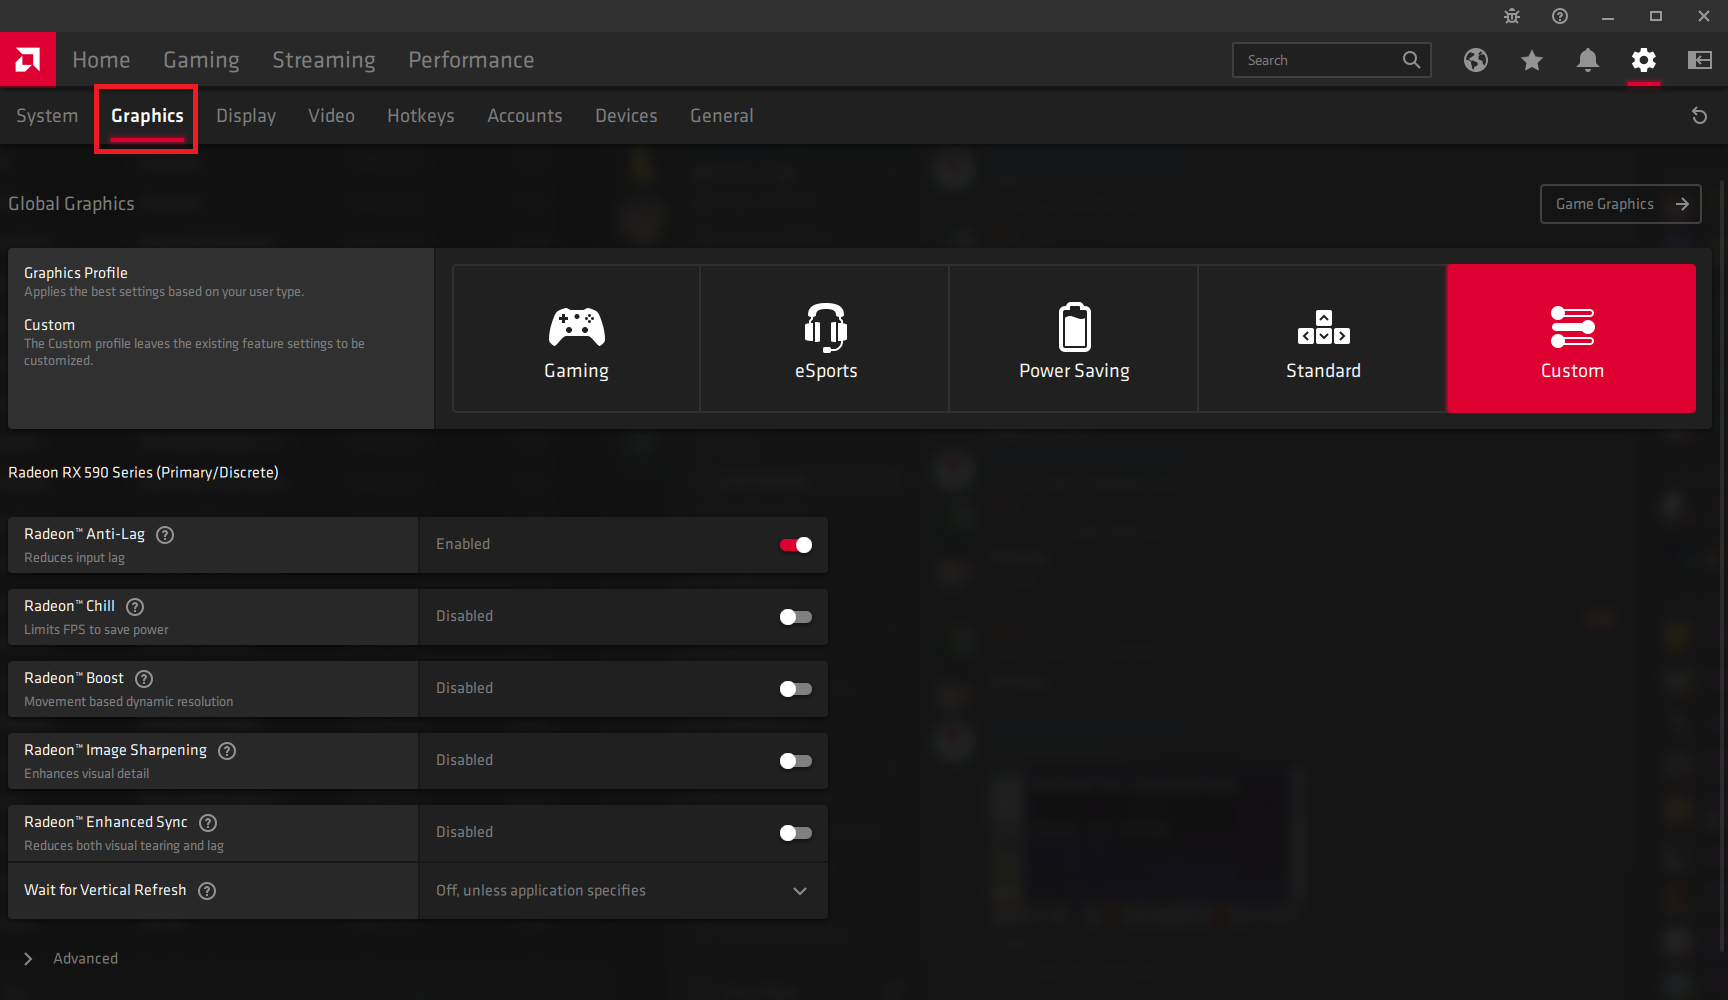 Home Gaming Streaming Performance Search
System Graphics Display Video Hotkeys Accounts Devices General
Global Graphics
Game Graphics
Graphics Profile
Applies the best settings based on your user type.
Custom
The Custom profile leaves the existing feature settings to be
customized.
Gaming
eSports
Power Saving
Standard
Custom
Radeon RX 590 Series (Primary/Discrete)
Radeon™ Anti-Lag
Reduces input lag
Enabled
Radeon™ Chill
Limits FPS to save power
Disabled
Radeon™ Boost
Movement based dynamic resolution
Disabled
Radeon™ Image Sharpening
Enhances visual detail
Disabled
Radeon™ Enhanced Sync
Reduces both visual tearing and lag
Disabled
Wait for Vertical Refresh
Off, unless application specifies
Advanced